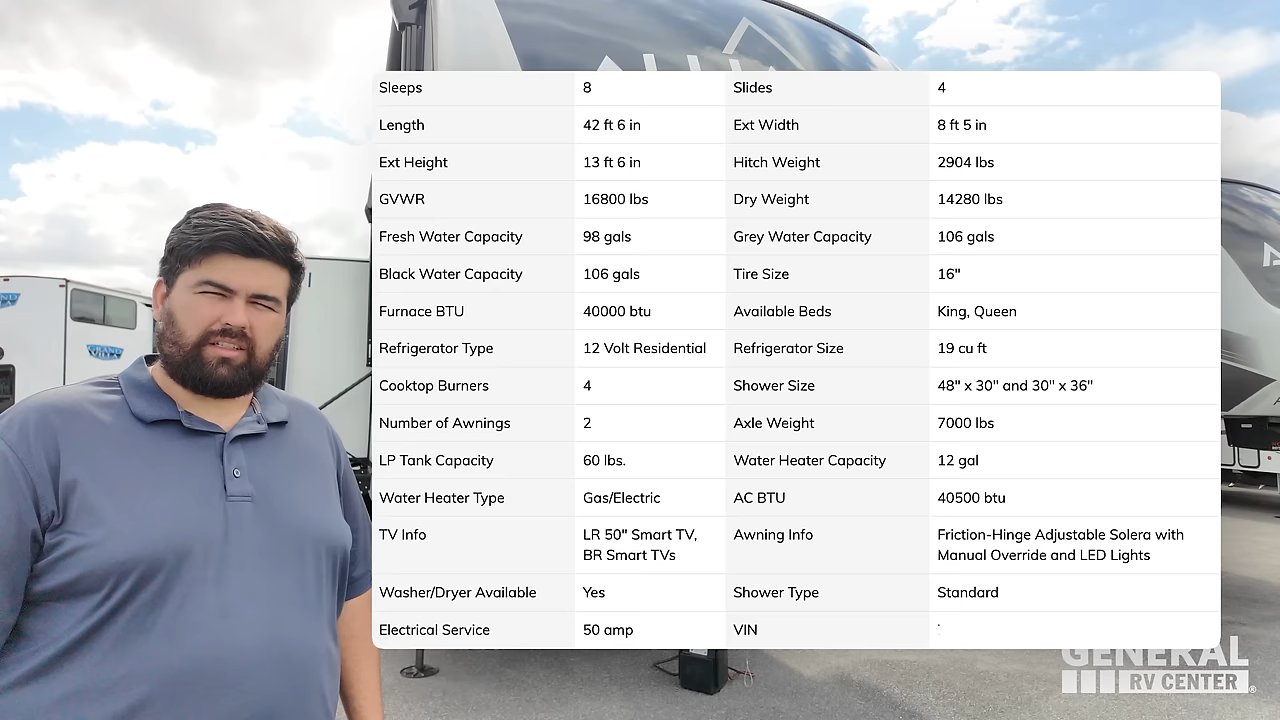 Sleeps 8 Slides 4
Length 42 ft 6 in Ext Width 8 ft 5 in
Ext Height 13 ft 6 in Hitch Weight 2904 lbs
GVWR 16800 lbs Dry Weight 14280 lbs
Fresh Water Capacity 98 gals Grey Water Capacity 106 gals
Black Water Capacity 106 gals Tire Size 16"
Furnace BTU 40000 btu Available Beds King, Queen
Refrigerator Type 12 Volt Residential Refrigerator Size 19 cu ft
Cooktop Burners 4 Shower Size 48" x 30" and 30" x 36"
Number of Awnings 2 Axle Weight 7000 lbs
LP Tank Capacity 60 lbs. Water Heater Capacity 12 gal
Water Heater Type Gas/Electric AC BTU 40500 btu
TV Info LR 50" Smart TV, Awning Info Friction-Hinge Adjustable Solera with
BR Smart TVs Manual Override and LED Lights
Washer/Dryer Available Yes Shower Type Standard
Electrical Service 50 amp VIN
GENERAL
RV CENTER®